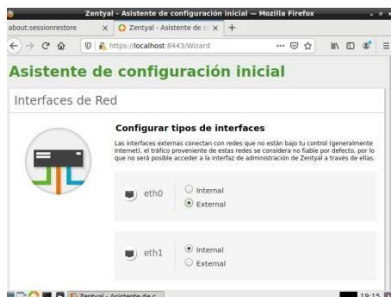 Zentyal - Asistente de configuración inicial — Mozilla Firefox
about:sessionrestore
Zentyal - Asistente de co
https://localhost:8443/Wizard
Asistente de configuración inicial
Interfaces de Red
Configurar tipos de interfaces
Las interfaces externas conectan con redes que no están bajo tu control (generalmente
Internet), el tráfico proveniente de estas redes se considera no fiable por defecto, por lo
que no será posible acceder a la interfaz de administración de Zentyal a través de ellas.
eth0
Internal
External
eth1
Internal
External
Zentyal - Asistente de c
19:15